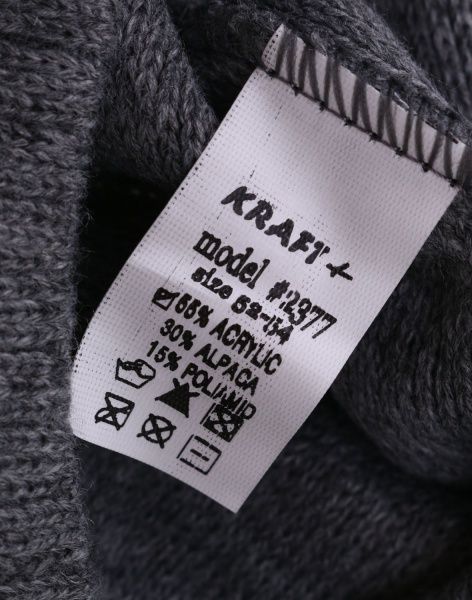 KRAFT+
model #2377
size 52-54
55% ACRYLIC
30% ALPACA
15% POLIAMID